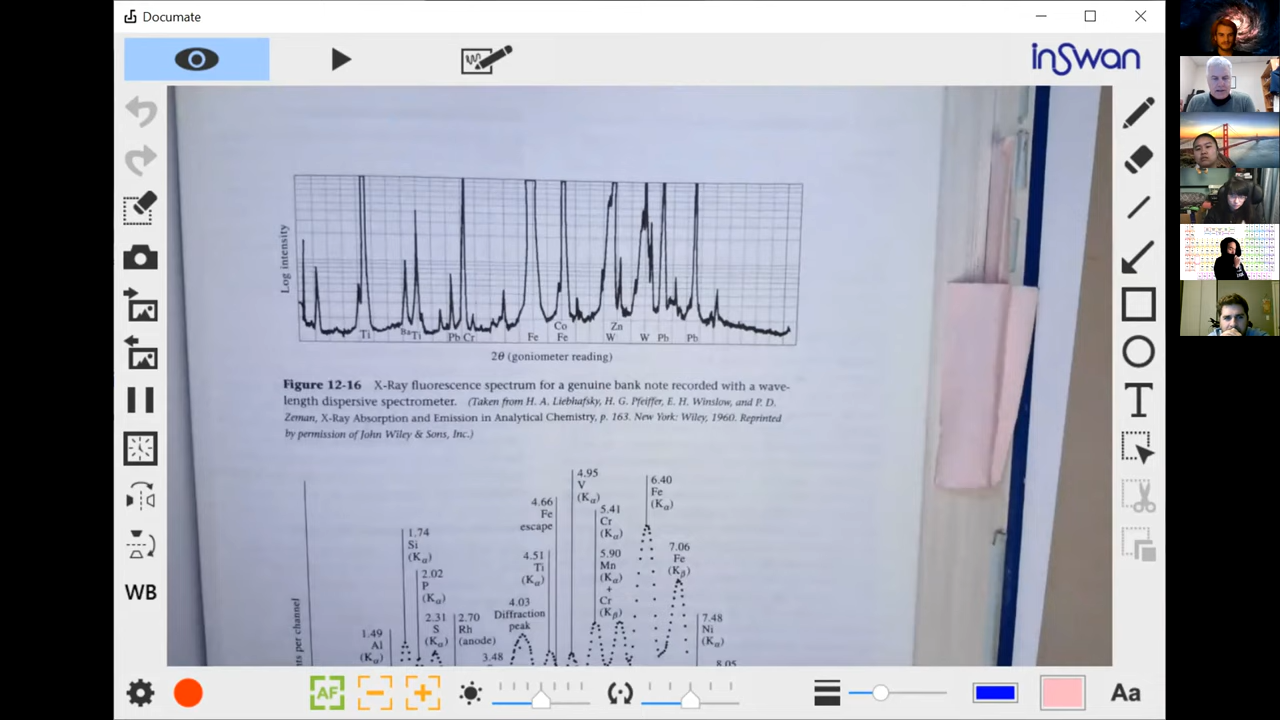 Documate
inSwan
Log intensity
Ti
Ba Ti
Pb Cr
Fe
Co
Fe
Zn
W
W
Pb
Pb
2θ (goniometer reading)
Figure 12-16 X-Ray fluorescence spectrum for a genuine bank note recorded with a wave-
length dispersive spectrometer. (Taken from H. A. Liebhafsky, H. G. Pfeiffer, E. H. Winslow, and P. D.
Zeman, X-Ray Absorption and Emission in Analytical Chemistry, p. 163. New York: Wiley, 1960. Reprinted
by permission of John Wiley & Sons, Inc.)
1.49
Al
(Kα)
1.74
Si
(Kα)
2.02
P
(Kα)
2.31
S
(Kα)
2.70
Rh
(anode)
3.48
4.03
Diffraction
peak
4.51
Ti
(Kα)
4.66
Fe
escape
4.95
V
(Kα)
5.41
Cr
(Kα)
5.90
Mn
(Kα)
+
Cr
(Kβ)
6.40
Fe
(Kα)
7.06
Fe
(Kβ)
7.48
Ni
(Kα)
8.05
per channel
T
WB
AF
Aa